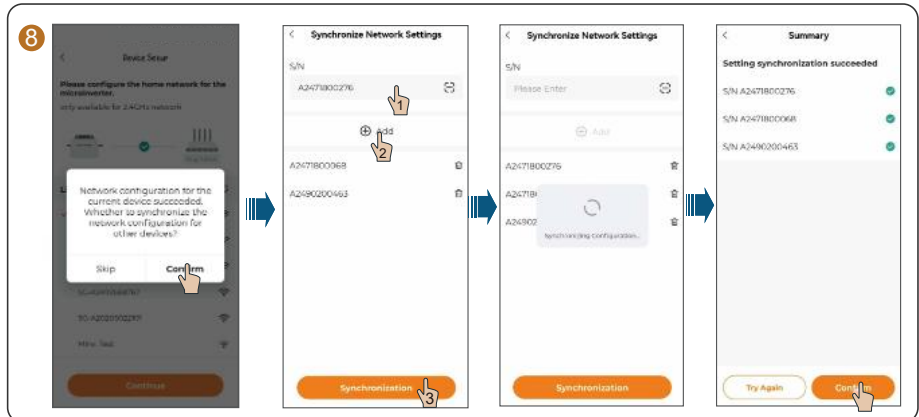 8
Device Setup
Please configure the home network for the
microinverter.
only available for 2.4GHz network
Network configuration for the
current device succeeded.
Whether to synchronize the
network configuration for
other devices?
Skip
Confirm
Mine_Test
Continue
Synchronize Network Settings
S/N
A2471800276
1
Add
2
A2471800068
A2490200463
Synchronization
3
Synchronize Network Settings
S/N
Please Enter
Add
A2471800276
A24718
A24902
Synchronizing Configuration...
Synchronization
Summary
Setting synchronization succeeded
S/N A2471800276
S/N A2471800068
S/N A2490200463
Try Again
Confirm